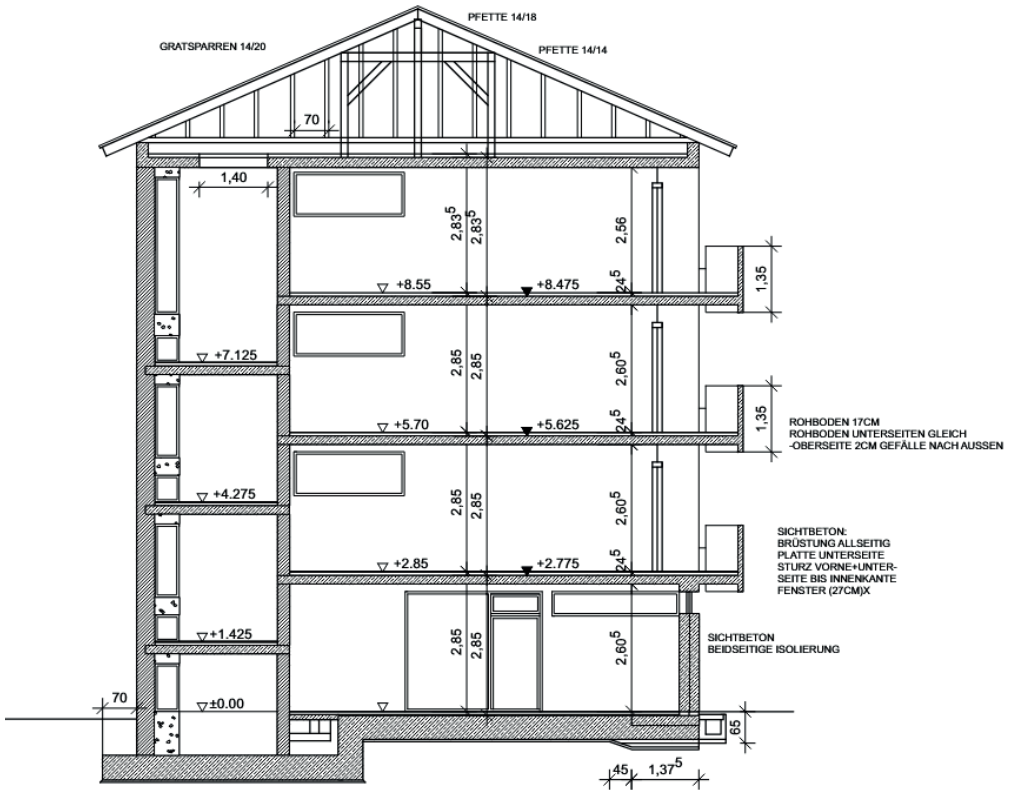 PFETTE 14/18
GRATSPARREN 14/20
PFETTE 14/14
70
1,40
2,83⁵
2,83⁵
2,56
+8.55
+8.475
24⁵
1,35
+7.125
2,85
2,85
2,60⁵
+5.70
+5.625
24⁵
1,35
ROHBODEN 17CM
ROHBODEN UNTERSEITEN GLEICH
-OBERSEITE 2CM GEFÄLLE NACH AUSSEN
+4.275
2,85
2,85
2,60⁵
+2.85
+2.775
24⁵
SICHTBETON:
BRÜSTUNG ALLSEITIG
PLATTE UNTERSEITE
STURZ VORNE+UNTER-
SEITE BIS INNENKANTE
FENSTER (27CM)X
+1.425
2,85
2,85
2,60⁵
SICHTBETON
BEIDSEITIGE ISOLIERUNG
70
±0.00
65
45
1,37⁵